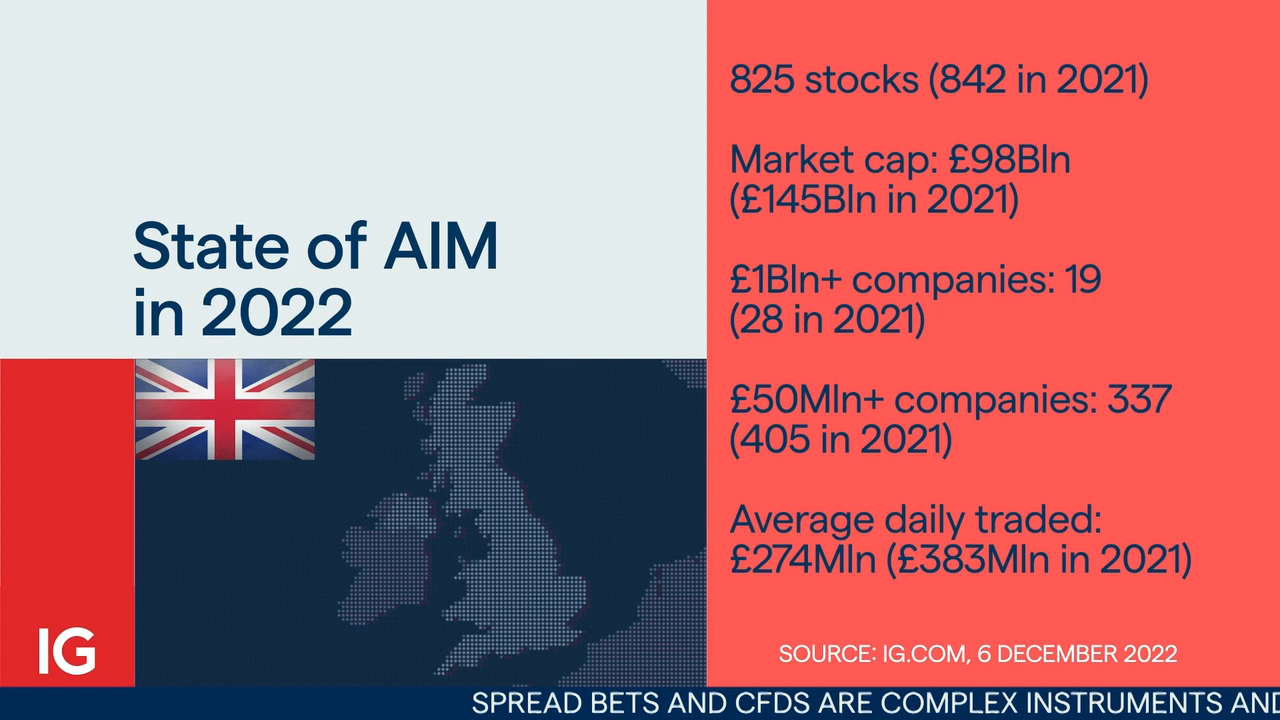 State of AIM
in 2022
825 stocks (842 in 2021)
Market cap: £98Bln
(£145Bln in 2021)
£1Bln+ companies: 19
(28 in 2021)
£50Mln+ companies: 337
(405 in 2021)
Average daily traded:
£274Mln (£383Mln in 2021)
SOURCE: IG.COM, 6 DECEMBER 2022
IG
SPREAD BETS AND CFDS ARE COMPLEX INSTRUMENTS AND